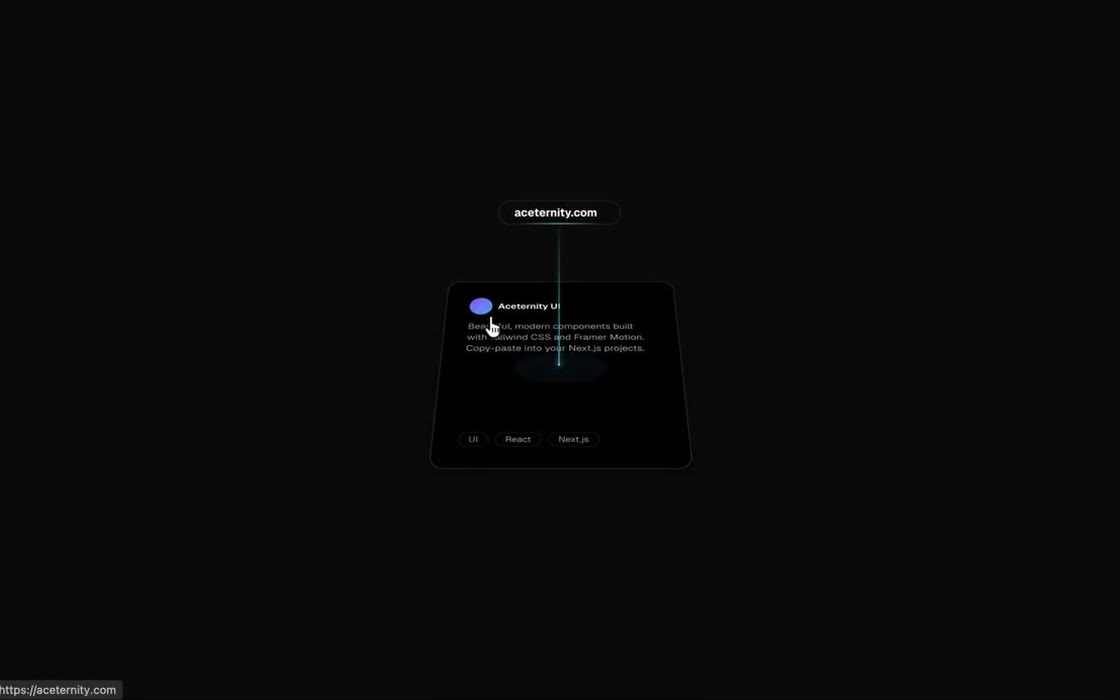 aceternity.com
Aceternity UI
Beautiful, modern components built
with Tailwind CSS and Framer Motion.
Copy-paste into your Next.js projects.
UI
React
Next.js
https://aceternity.com